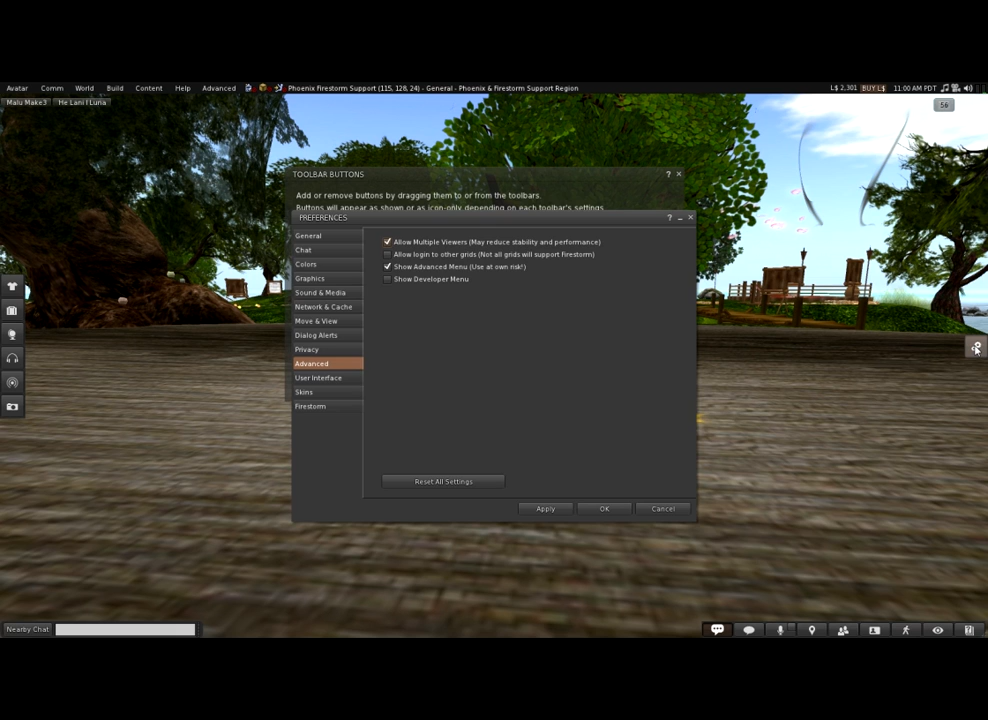 Avatar Comm World Build Content Help Advanced Phoenix Firestorm Support (115, 128, 24) - General - Phoenix & Firestorm Support Region L$ 2,301 BUY L$ 11:00 AM PDT
Malu Make3 He Lani I Luna
56
TOOLBAR BUTTONS ? ×
Add or remove buttons by dragging them to or from the toolbars.
Buttons will appear as shown or as icon-only depending on each toolbar's settings.
PREFERENCES ? _ ×
General
Chat
Colors
Graphics
Sound & Media
Network & Cache
Move & View
Dialog Alerts
Privacy
Advanced
User Interface
Skins
Firestorm
Allow Multiple Viewers (May reduce stability and performance)
Allow login to other grids (Not all grids will support Firestorm)
Show Advanced Menu (Use at own risk!)
Show Developer Menu
Reset All Settings
Apply OK Cancel
Nearby Chat